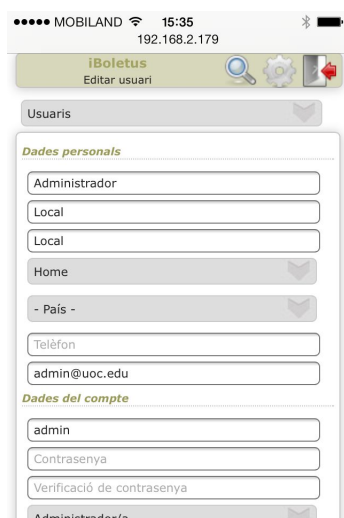 MOBILAND 15:35
192.168.2.179
iBoletus
Editar usuari
Usuaris
Dades personals
Administrador
Local
Local
Home
- País -
Telèfon
admin@uoc.edu
Dades del compte
admin
Contrasenya
Verificació de contrasenya
Administrador/a